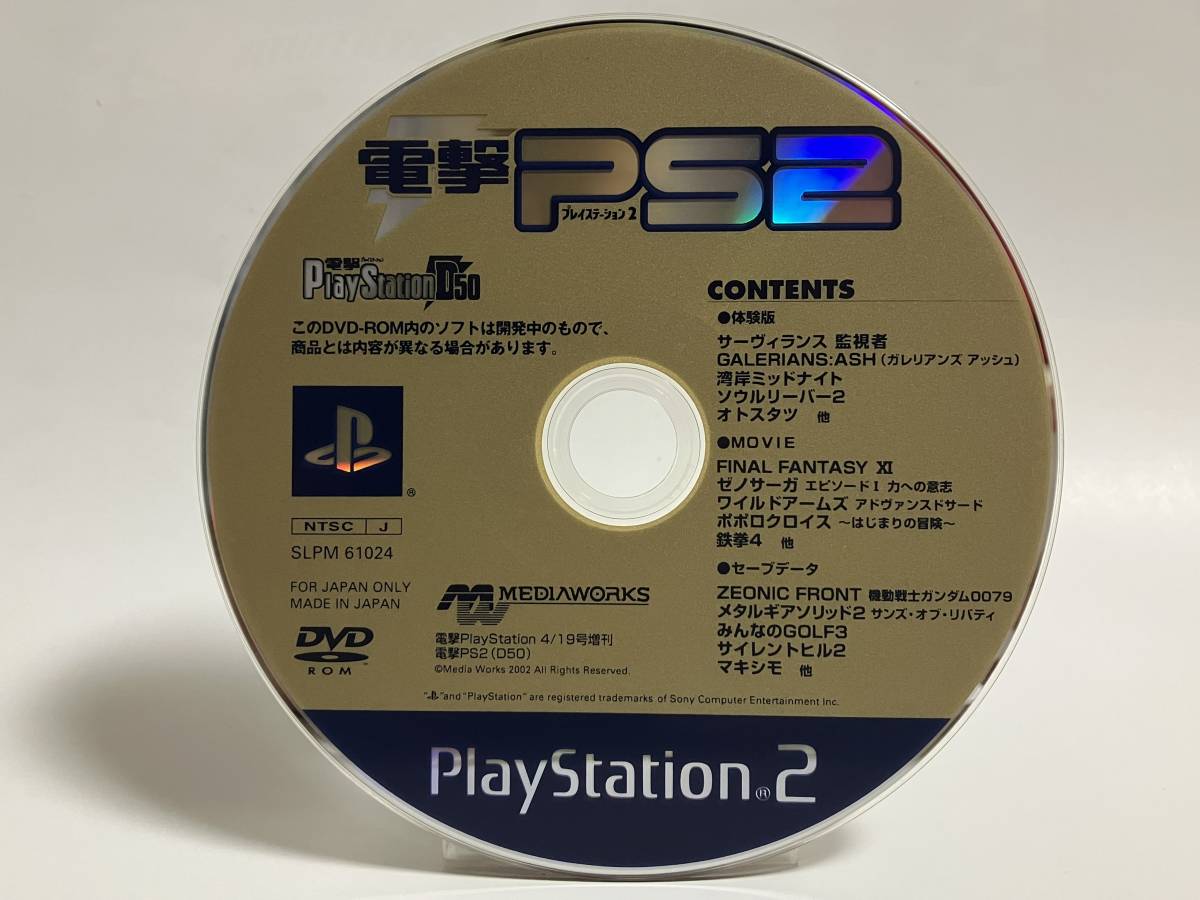 電撃PS2
プレイステーション2
電撃 PlayStation D50
このDVD-ROM内のソフトは開発中のもので、
商品とは内容が異なる場合があります。
®
NTSC J
SLPM 61024
FOR JAPAN ONLY
MADE IN JAPAN
DVD
ROM
MEDIAWORKS
電撃PlayStation 4/19号増刊
電撃PS2(D50)
©Media Works 2002 All Rights Reserved.
CONTENTS
●体験版
サーヴィランス 監視者
GALERIANS:ASH(ガレリアンズ アッシュ)
湾岸ミッドナイト
ソウルリーバー2
オトスタツ 他
●MOVIE
FINAL FANTASY XI
ゼノサーガ エピソードI 力への意志
ワイルドアームズ アドヴァンスドサード
ポポロクロイス ～はじまりの冒険～
鉄拳4 他
●セーブデータ
ZEONIC FRONT 機動戦士ガンダム0079
メタルギアソリッド2 サンズ・オブ・リバティ
みんなのGOLF3
サイレントヒル2
マキシモ 他
" "and "PlayStation" are registered trademarks of Sony Computer Entertainment Inc.
PlayStation®2